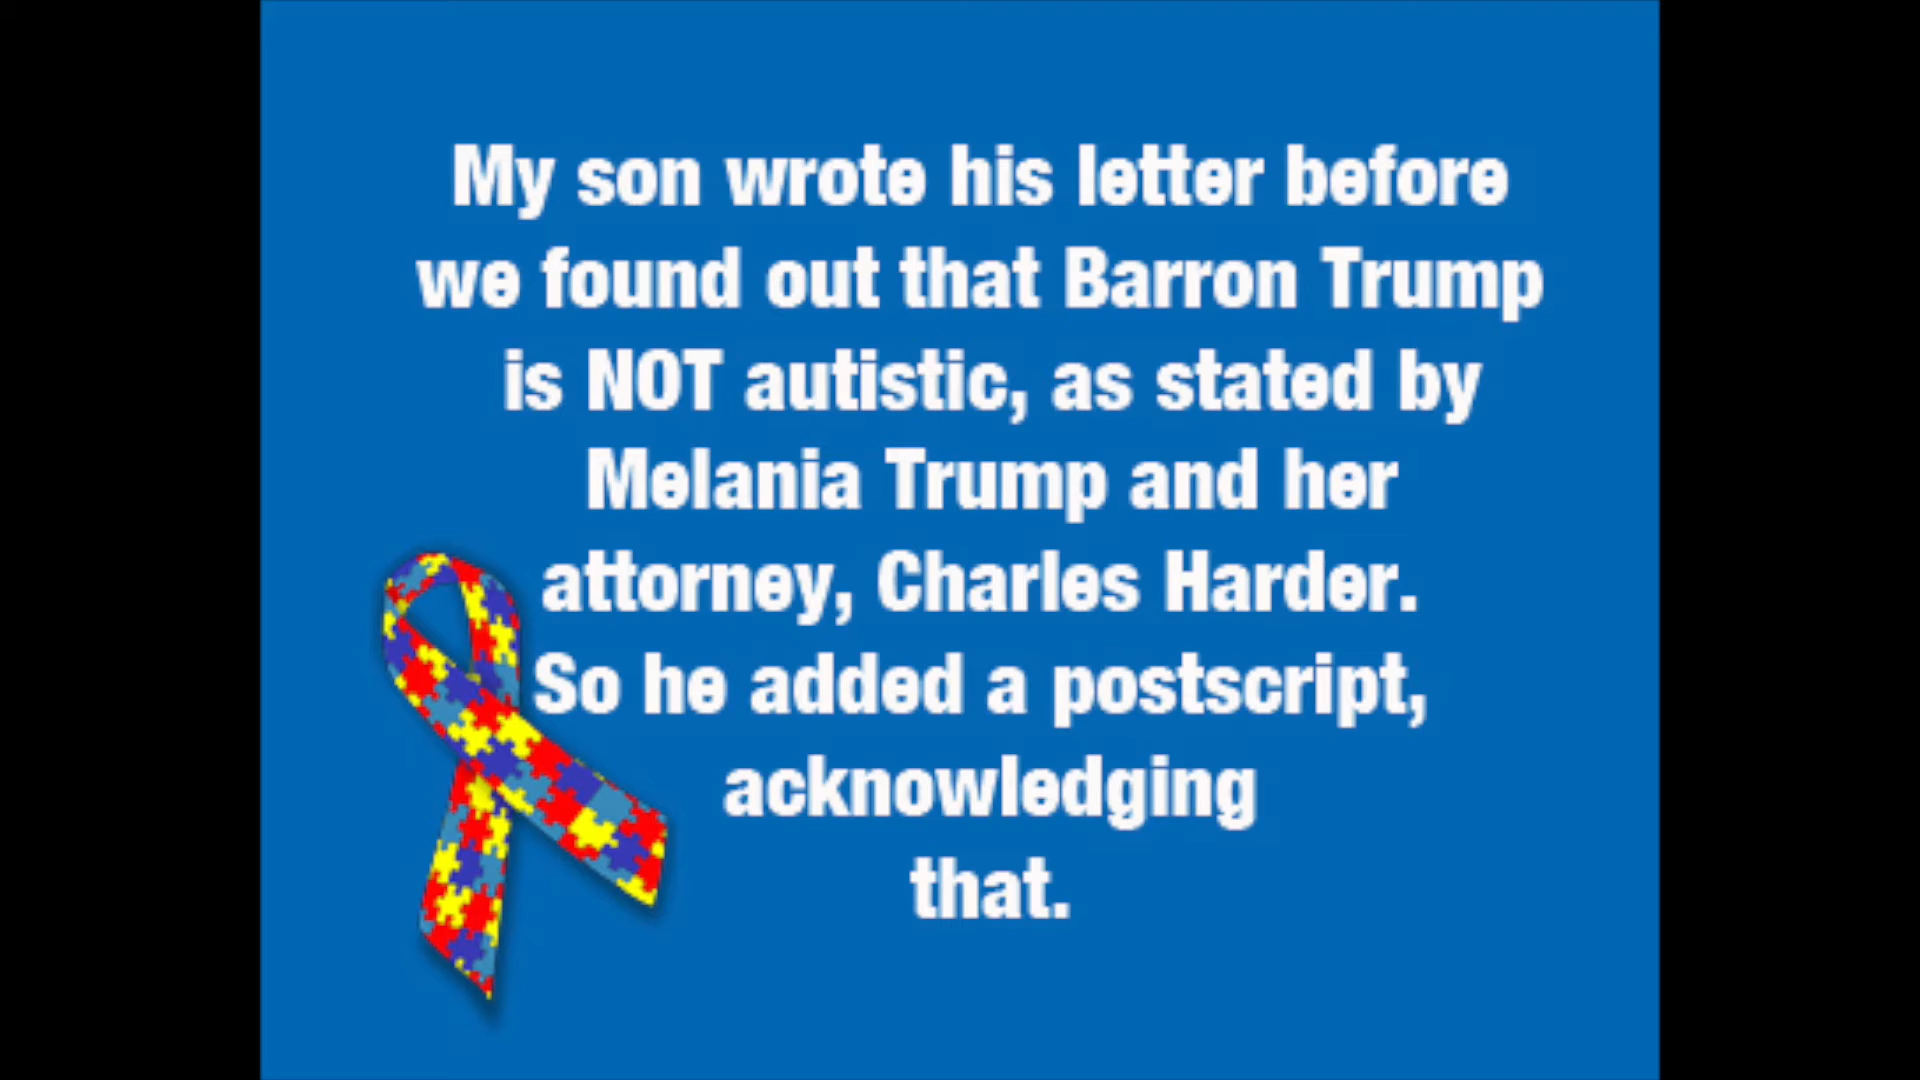 My son wrote his letter before
we found out that Barron Trump
is NOT autistic, as stated by
Melania Trump and her
attorney, Charles Harder.
So he added a postscript,
acknowledging
that.